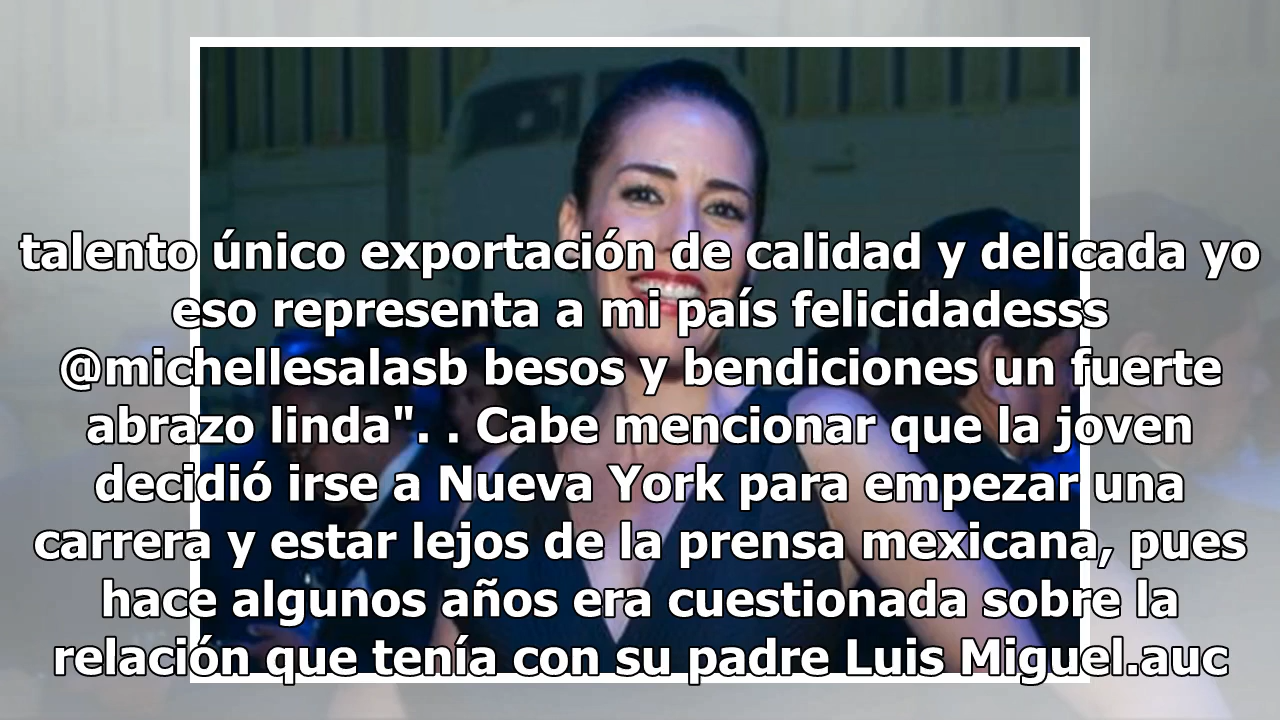 talento único exportación de calidad y delicada yo
eso representa a mi país felicidadesss
@michellesalasb besos y bendiciones un fuerte
abrazo linda". . Cabe mencionar que la joven
decidió irse a Nueva York para empezar una
carrera y estar lejos de la prensa mexicana, pues
hace algunos años era cuestionada sobre la
relación que tenía con su padre Luis Miguel.auc